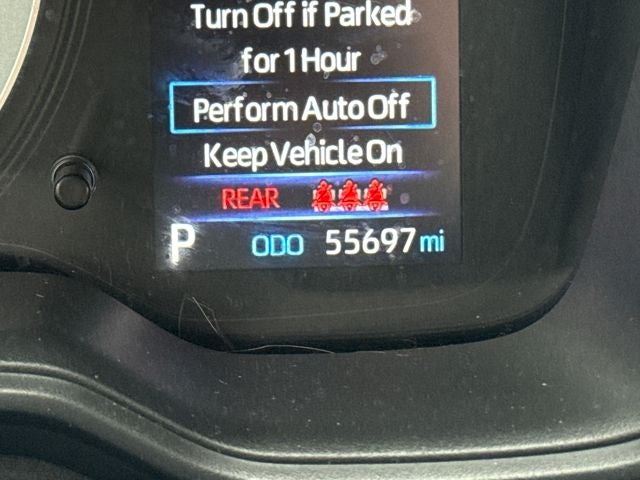 Turn Off if Parked
for 1 Hour
Perform Auto Off
Keep Vehicle On
REAR
P ODO 55697 mi